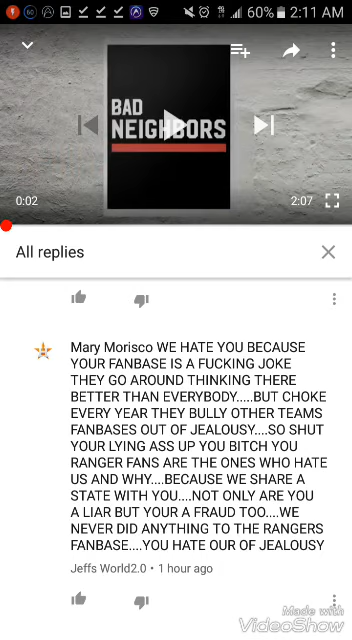 60% 2:11 AM
BAD
NEIGHBORS
0:02
2:07
All replies
Mary Morisco WE HATE YOU BECAUSE
YOUR FANBASE IS A FUCKING JOKE
THEY GO AROUND THINKING THERE
BETTER THAN EVERYBODY.....BUT CHOKE
EVERY YEAR THEY BULLY OTHER TEAMS
FANBASES OUT OF JEALOUSY....SO SHUT
YOUR LYING ASS UP YOU BITCH YOU
RANGER FANS ARE THE ONES WHO HATE
US AND WHY....BECAUSE WE SHARE A
STATE WITH YOU....NOT ONLY ARE YOU
A LIAR BUT YOUR A FRAUD TOO....WE
NEVER DID ANYTHING TO THE RANGERS
FANBASE....YOU HATE OUR OF JEALOUSY
Jeffs World2.0 • 1 hour ago
Made with
VideoShow